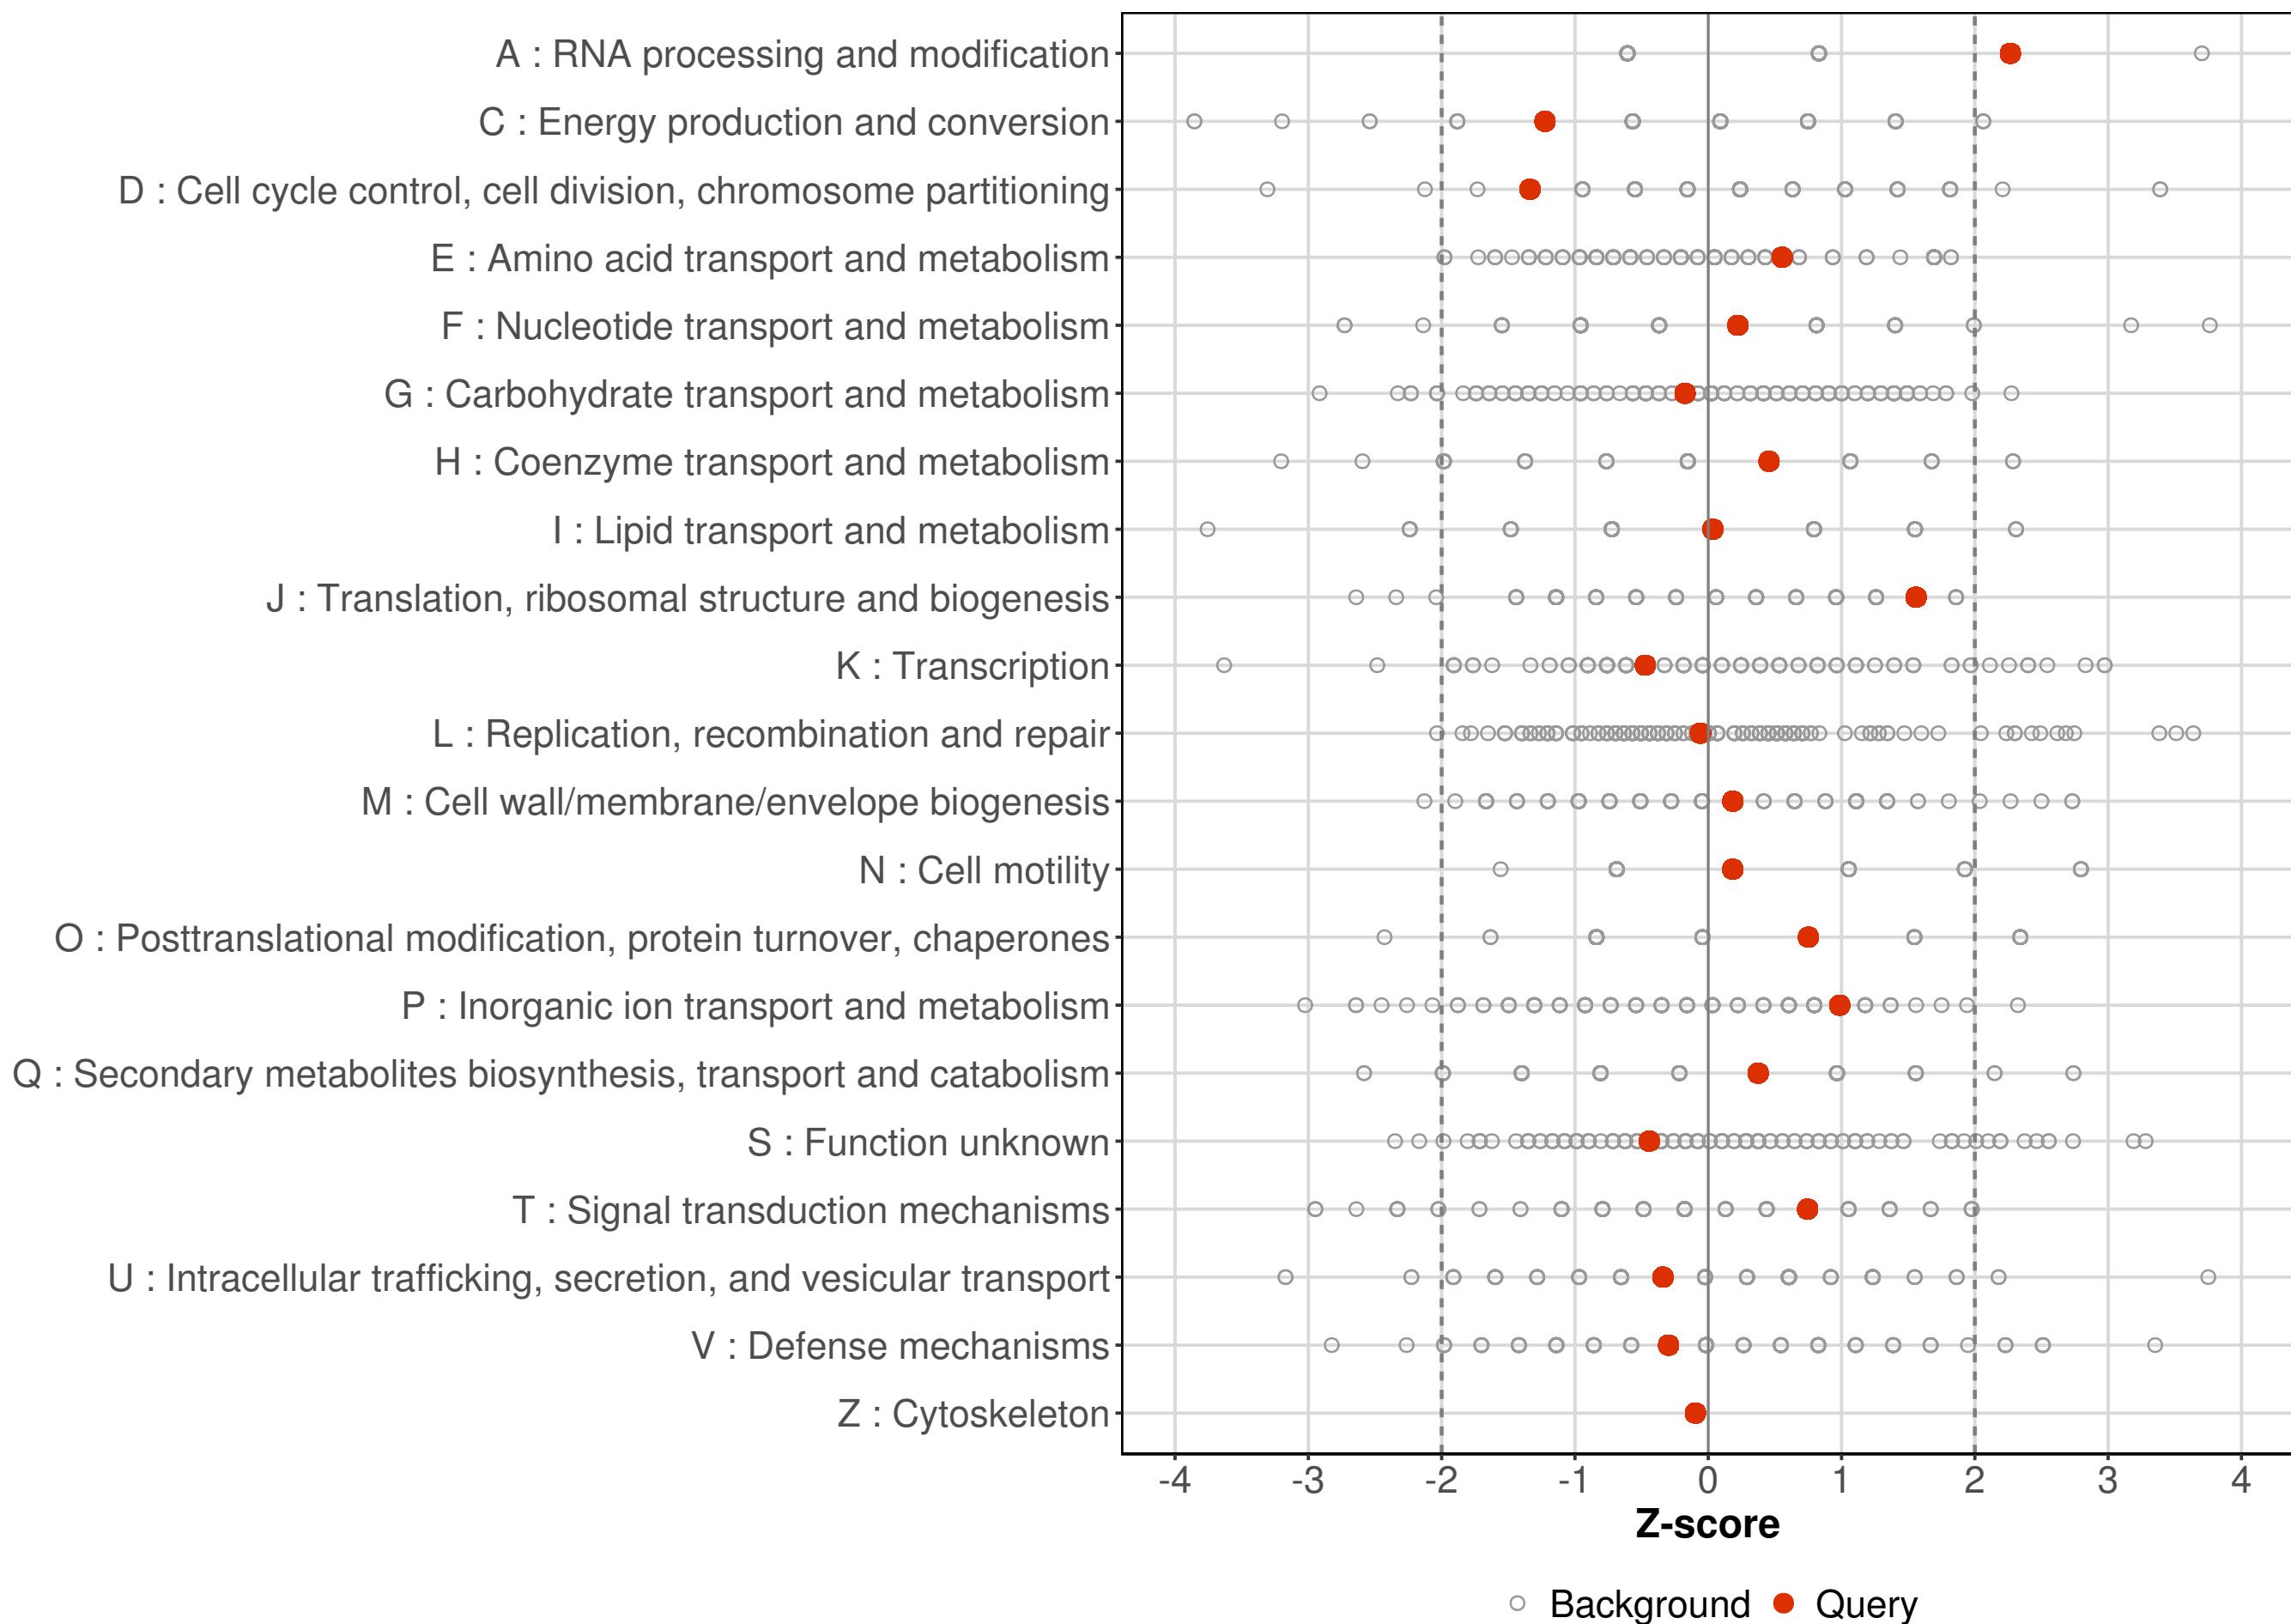 A : RNA processing and modification
C : Energy production and conversion
D : Cell cycle control, cell division, chromosome partitioning
E : Amino acid transport and metabolism
F : Nucleotide transport and metabolism
G : Carbohydrate transport and metabolism
H : Coenzyme transport and metabolism
I : Lipid transport and metabolism
J : Translation, ribosomal structure and biogenesis
K : Transcription
L : Replication, recombination and repair
M : Cell wall/membrane/envelope biogenesis
N : Cell motility
O : Posttranslational modification, protein turnover, chaperones
P : Inorganic ion transport and metabolism
Q : Secondary metabolites biosynthesis, transport and catabolism
S : Function unknown
T : Signal transduction mechanisms
U : Intracellular trafficking, secretion, and vesicular transport
V : Defense mechanisms
Z : Cytoskeleton
-4 -3 -2 -1 0 1 2 3 4
Z-score
Background Query